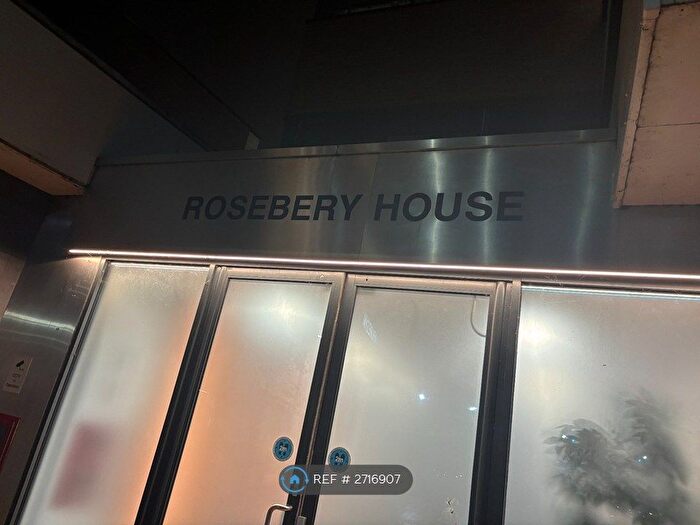 ROSEBERY HOUSE
REF # 2716907